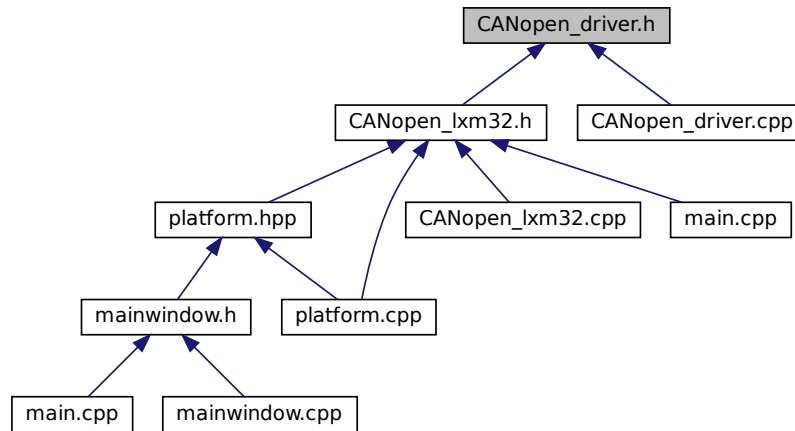 CANopen_driver.h
CANopen_lxm32.h
CANopen_driver.cpp
platform.hpp
CANopen_lxm32.cpp
main.cpp
mainwindow.h
platform.cpp
main.cpp
mainwindow.cpp